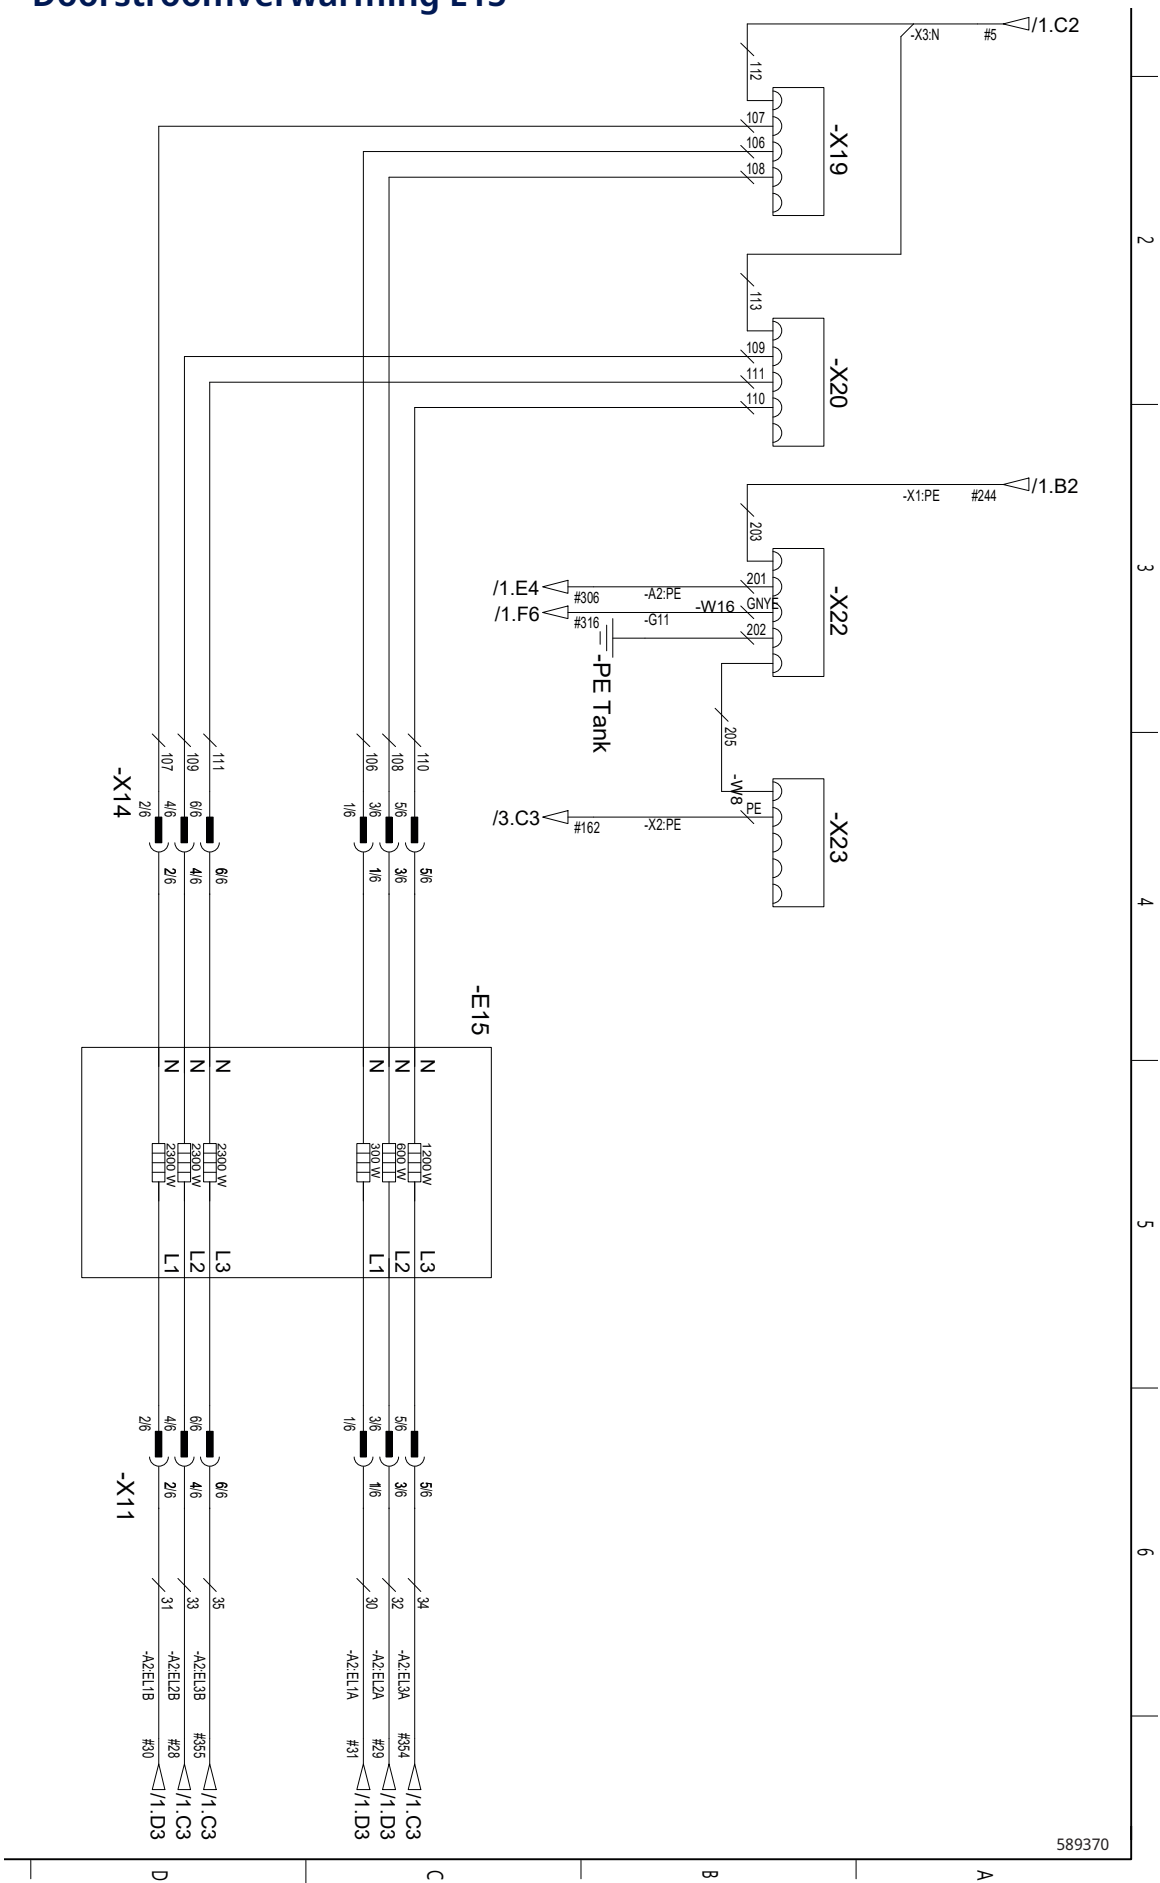 Doorstroomverwarming E15
/1.C2
-X3:N
#5
112
107
106
108
-X19
2
113
109
111
110
-X20
/1.B2
-X1:PE
#244
203
3
/1.E4
#306
-A2:PE
201
/1.F6
#316
-G11
-W16
GNYE
202
-X22
-PE Tank
205
-W8
PE
/3.C3
#162
-X2:PE
-X23
107
109
111
106
108
110
-X14
2/6
4/6
6/6
1/6
3/6
5/6
2/6
4/6
6/6
1/6
3/6
5/6
4
-E15
N
N
N
N
N
N
2300 W
2300 W
2300 W
300 W
600 W
1200 W
L1
L2
L3
L1
L2
L3
5
2/6
4/6
6/6
1/6
3/6
5/6
-X11
2/6
4/6
6/6
1/6
3/6
5/6
6
31
33
35
30
32
34
-A2:EL1B
-A2:EL2B
-A2:EL3B
-A2:EL1A
-A2:EL2A
-A2:EL3A
#30
#28
#355
#31
#29
#354
/1.D3
/1.C3
/1.C3
/1.D3
/1.D3
/1.C3
589370
D
C
B
A